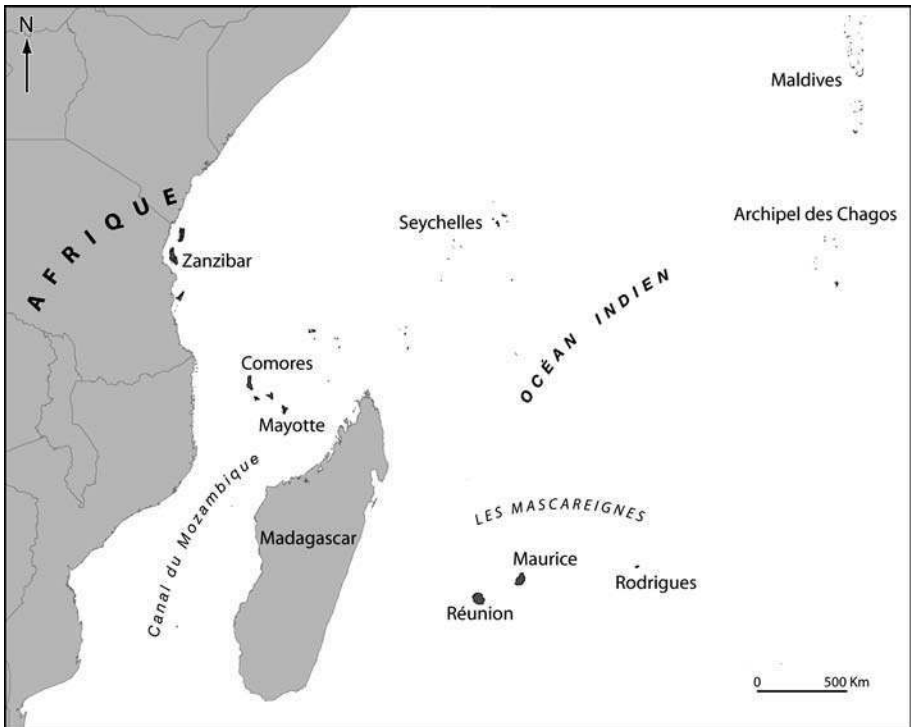 N
Maldives
AFRIQUE
Seychelles
Archipel des Chagos
Zanzibar
OCÉAN INDIEN
Comores
Mayotte
Canal du Mozambique
LES MASCAREIGNES
Madagascar
Maurice
Rodrigues
Réunion
0 500 Km